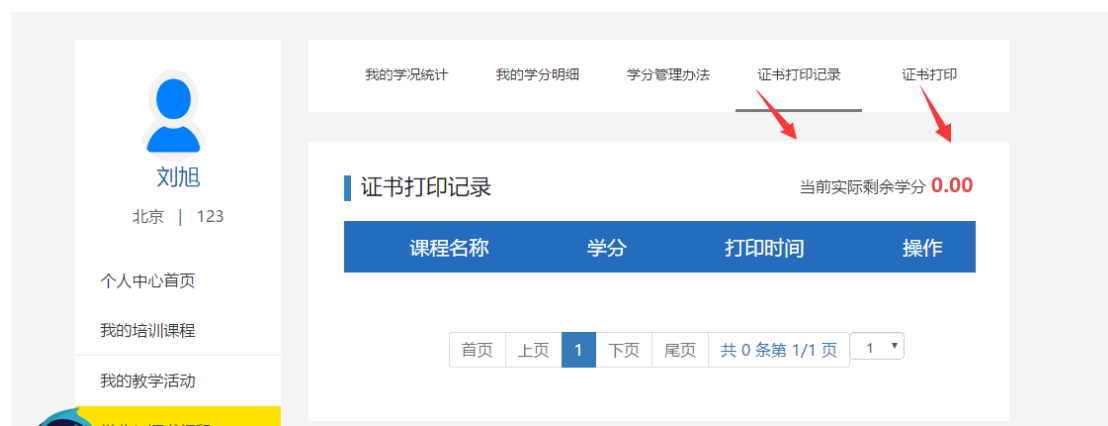 我的学况统计 我的学分明细 学分管理办法 证书打印记录 证书打印
刘旭
北京 | 123
个人中心首页
我的培训课程
我的教学活动
证书打印记录
当前实际剩余学分 0.00
课程名称 学分 打印时间 操作
首页 上页 1 下页 尾页 共 0 条第 1/1 页 1